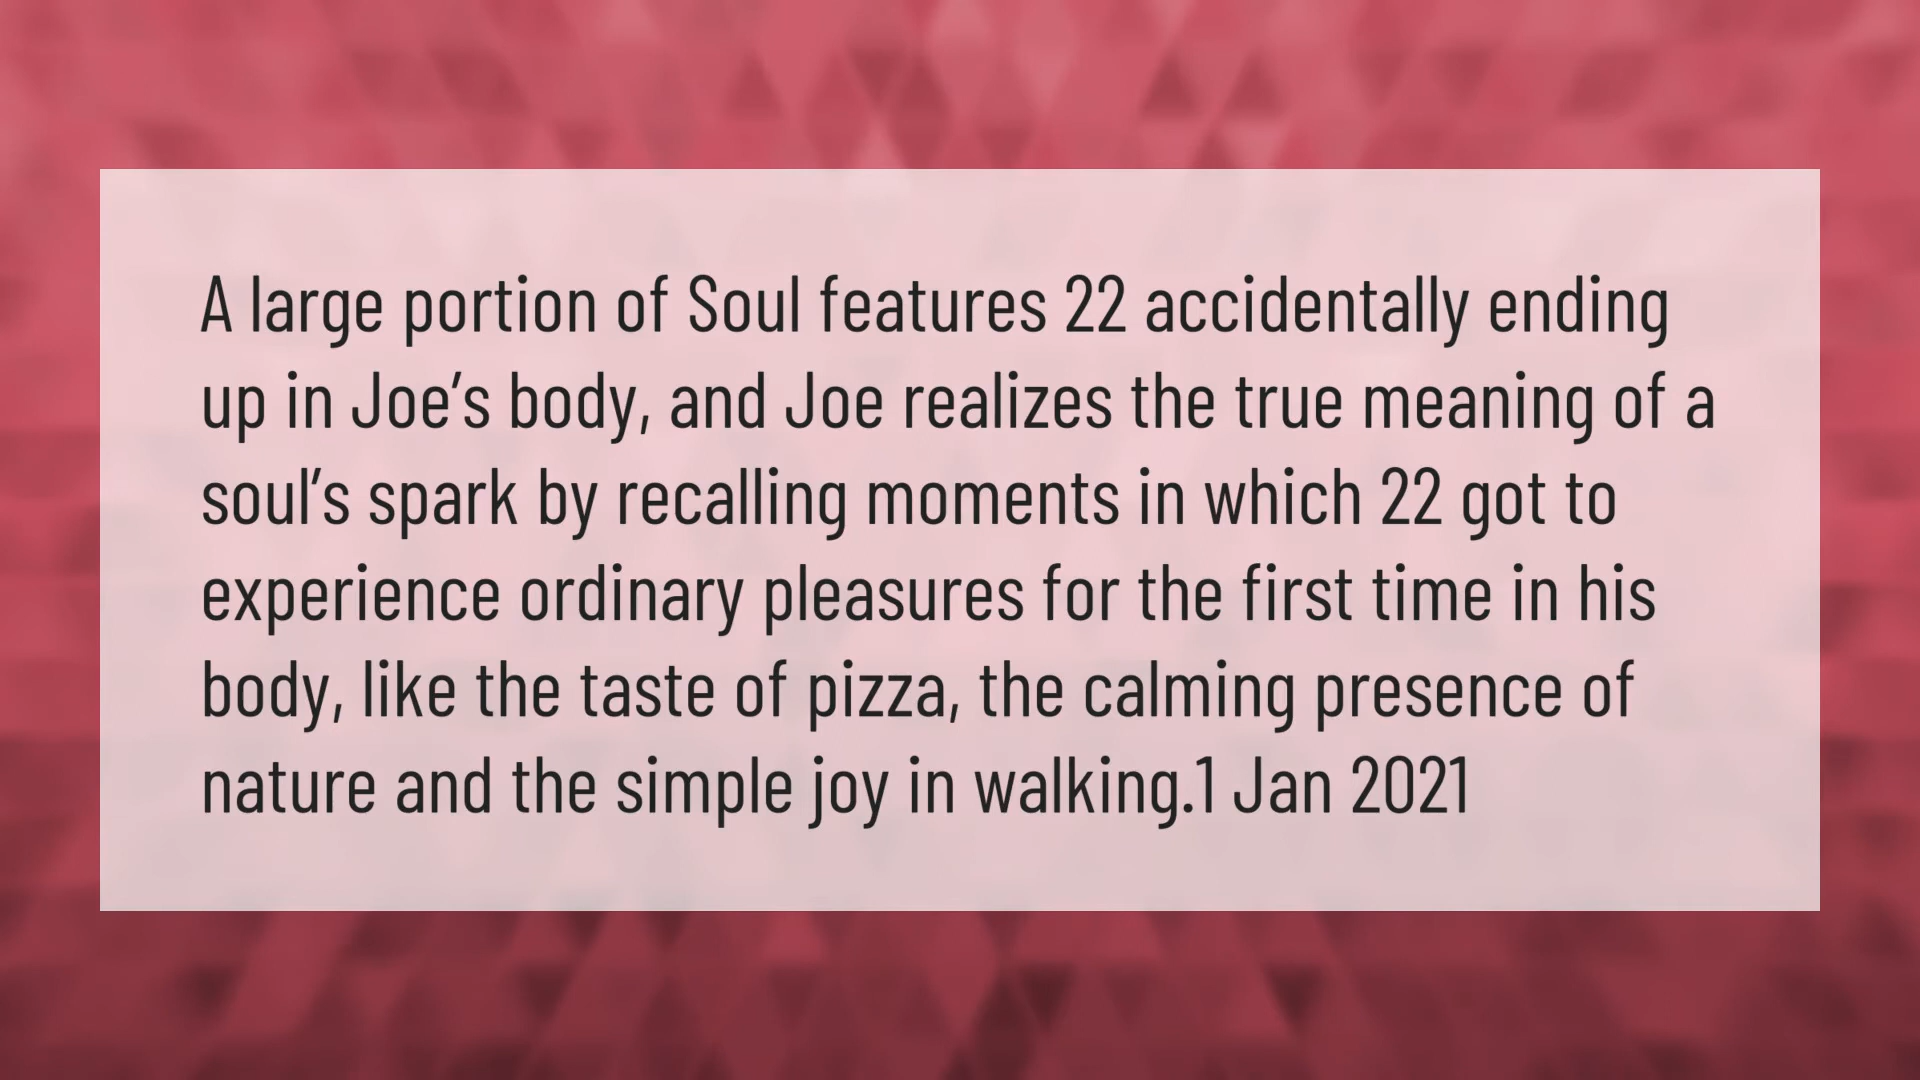 A large portion of Soul features 22 accidentally ending
up in Joe’s body, and Joe realizes the true meaning of a
soul’s spark by recalling moments in which 22 got to
experience ordinary pleasures for the first time in his
body, like the taste of pizza, the calming presence of
nature and the simple joy in walking.1 Jan 2021